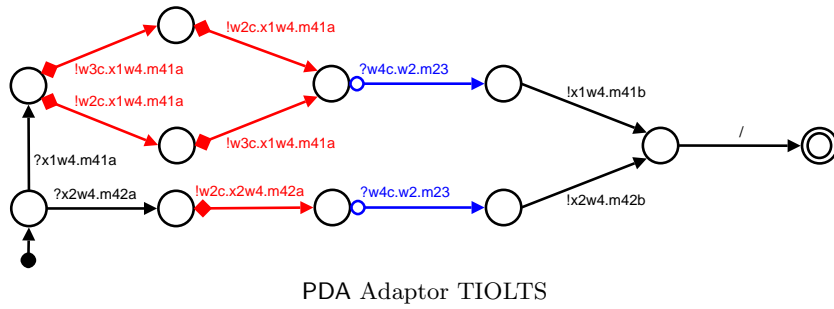 !w2c.x1w4.m41a
!w3c.x1w4.m41a
?w4c.w2.m23
!w2c.x1w4.m41a
!x1w4.m41b
!w3c.x1w4.m41a
/
?x1w4.m41a
?x2w4.m42a
!w2c.x2w4.m42a
?w4c.w2.m23
!x2w4.m42b
PDA Adaptor TIOLTS